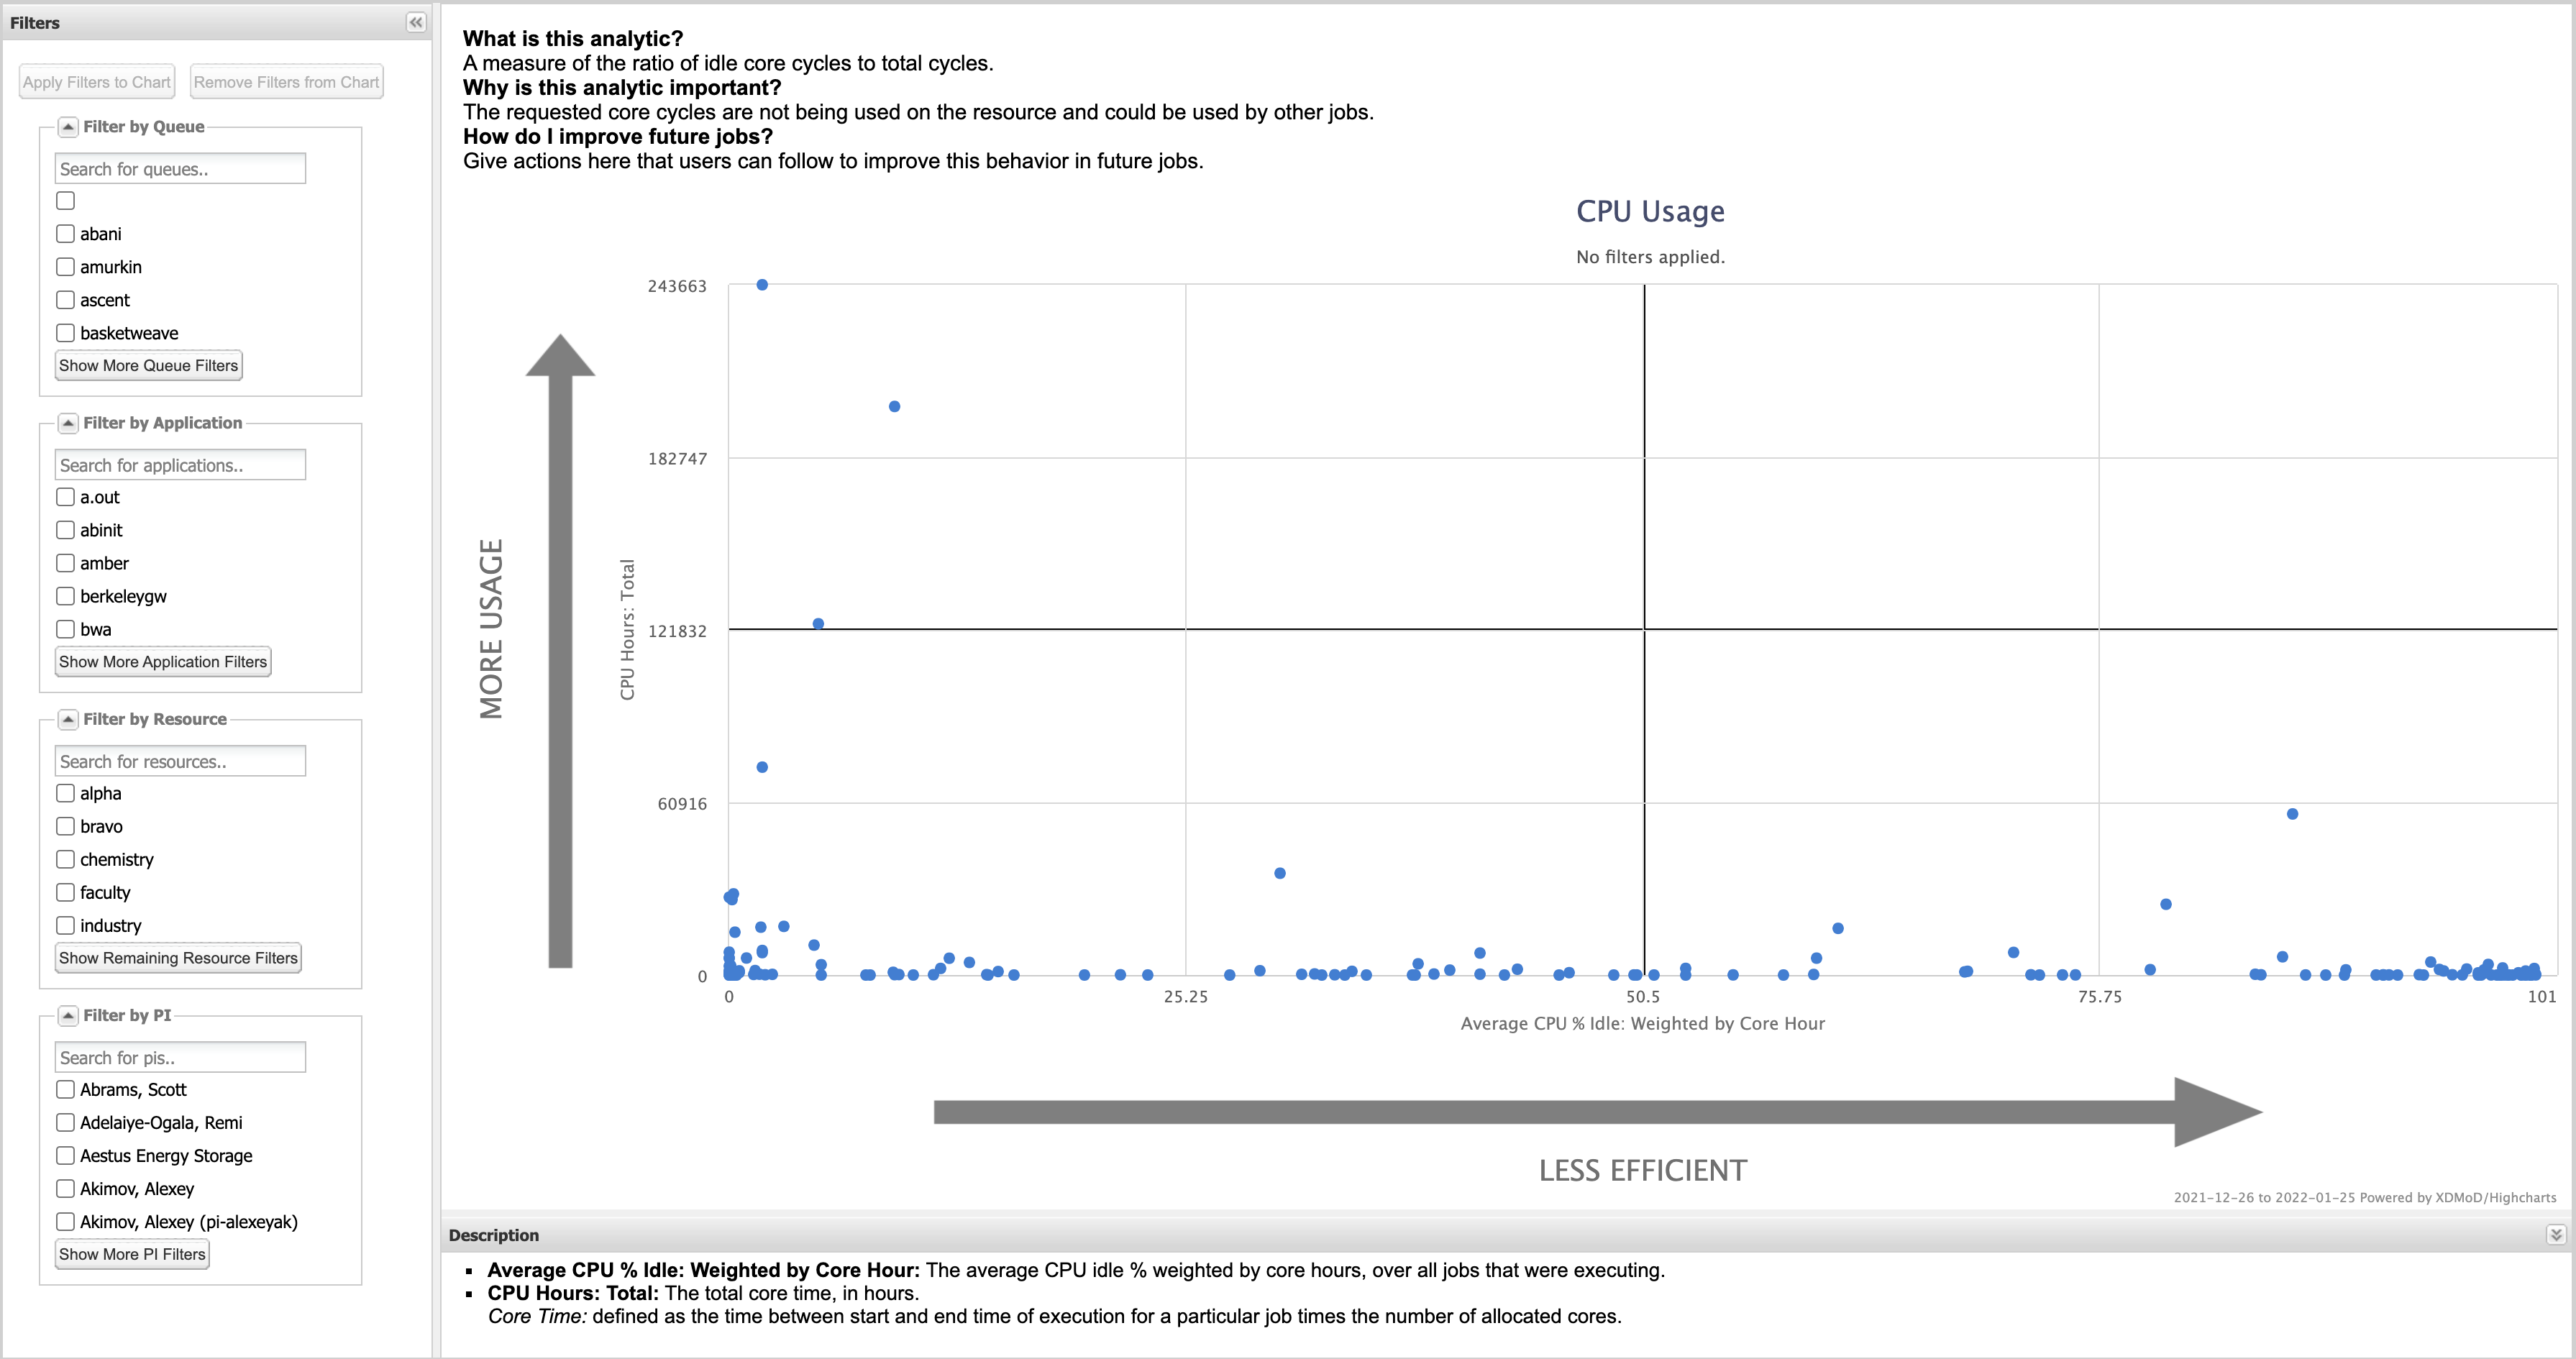 Filters
Apply Filters to Chart
Remove Filters from Chart
Filter by Queue
Search for queues..
abani
amurkin
ascent
basketweave
Show More Queue Filters
Filter by Application
Search for applications..
a.out
abinit
amber
berkeleygw
bwa
Show More Application Filters
Filter by Resource
Search for resources..
alpha
bravo
chemistry
faculty
industry
Show Remaining Resource Filters
Filter by PI
Search for pis..
Abrams, Scott
Adelaiye-Ogala, Remi
Aestus Energy Storage
Akimov, Alexey
Akimov, Alexey (pi-alexeyak)
Show More PI Filters
What is this analytic?
A measure of the ratio of idle core cycles to total cycles.
Why is this analytic important?
The requested core cycles are not being used on the resource and could be used by other jobs.
How do I improve future jobs?
Give actions here that users can follow to improve this behavior in future jobs.
CPU Usage
No filters applied.
MORE USAGE
CPU Hours: Total
243663
182747
121832
60916
0
0
25.25
50.5
75.75
101
Average CPU % Idle: Weighted by Core Hour
LESS EFFICIENT
2021-12-26 to 2022-01-25 Powered by XDMoD/Highcharts
Description
Average CPU % Idle: Weighted by Core Hour: The average CPU idle % weighted by core hours, over all jobs that were executing.
CPU Hours: Total: The total core time, in hours.
Core Time: defined as the time between start and end time of execution for a particular job times the number of allocated cores.